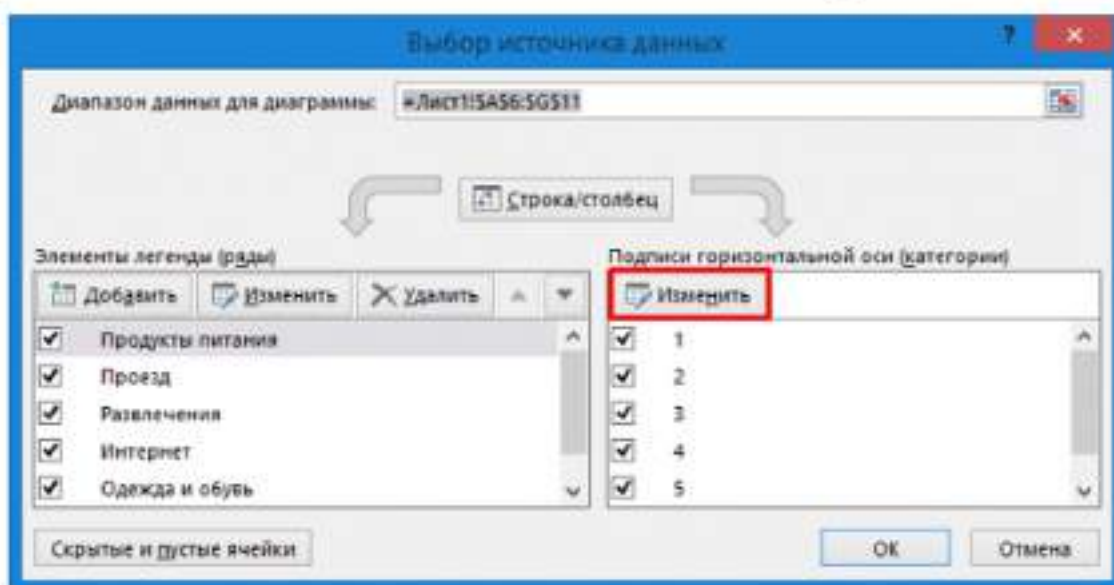 Выбор источника данных ?
Диапазон данных для диаграммы: =Лист1!$A$6:$G$11
Строка/столбец
Элементы легенды (ряды)
Добавить Изменить Удалить
Продукты питания
Проезд
Развлечения
Интернет
Одежда и обувь
Подписи горизонтальной оси (категории)
Изменить
1
2
3
4
5
Скрытые и пустые ячейки
ОК Отмена